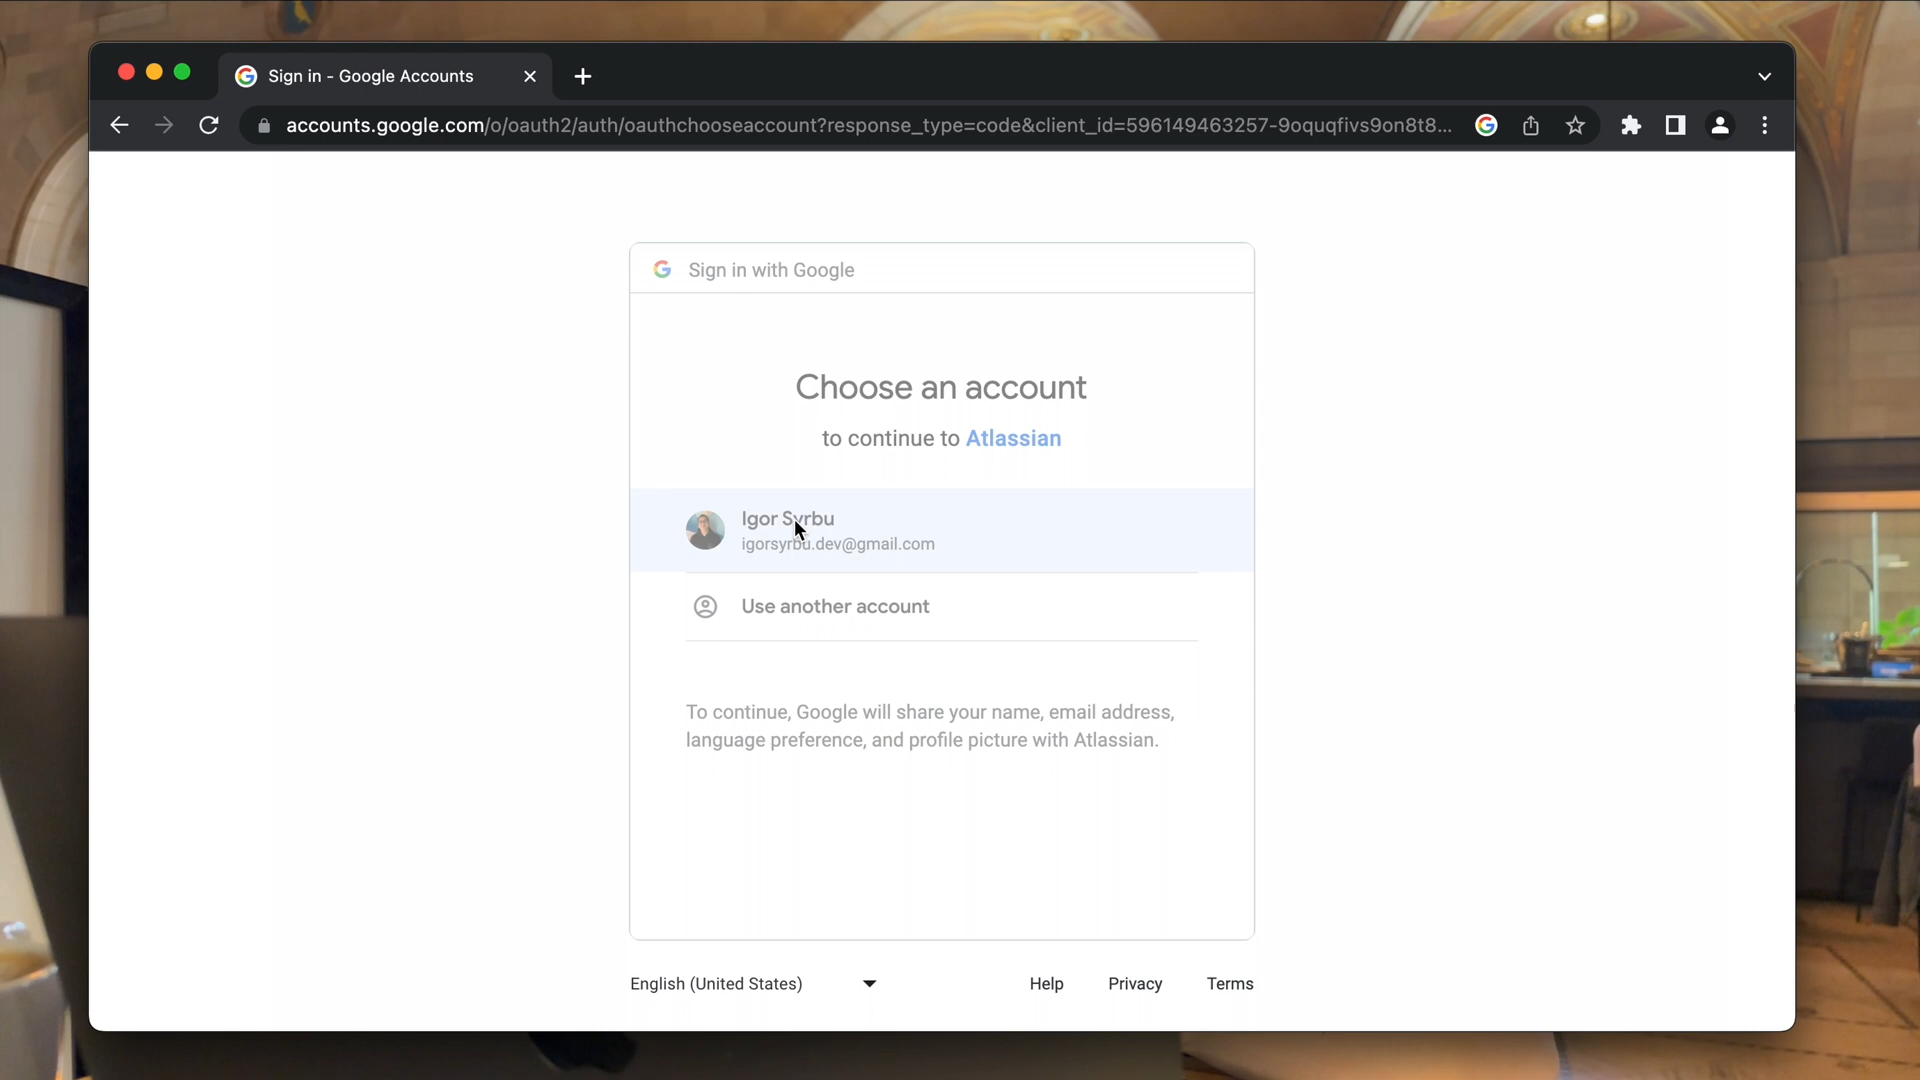 Sign in - Google Accounts
accounts.google.com/o/oauth2/auth/oauthchooseaccount?response_type=code&client_id=596149463257-9oquqfivs9on8t8...
Sign in with Google
Choose an account
to continue to Atlassian
Igor Syrbu
igorsyrbu.dev@gmail.com
Use another account
To continue, Google will share your name, email address,
language preference, and profile picture with Atlassian.
English (United States)
Help Privacy Terms